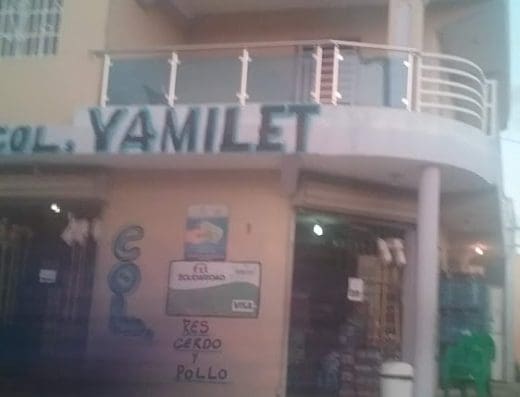 COL. YAMILET
COL.
SOLIDARIDAD
VISA
RES
CERDO
Y
POLLO